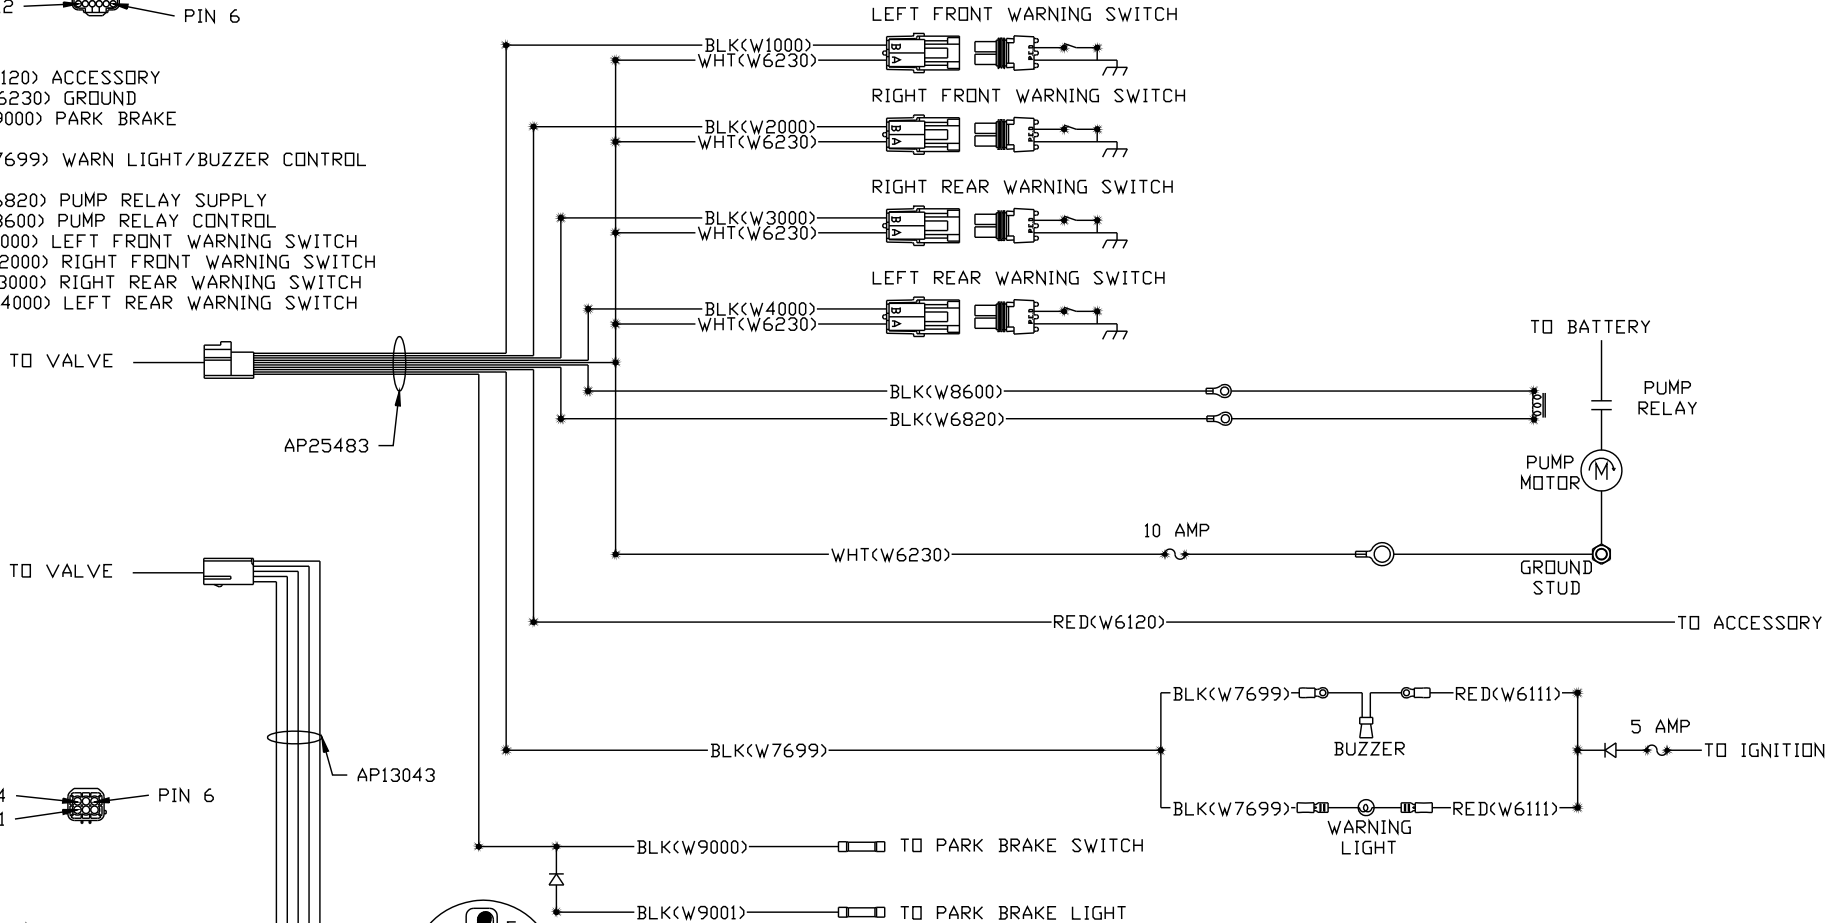 PIN 6
120) ACCESSORY
6230) GROUND
9000) PARK BRAKE
7699) WARN LIGHT/BUZZER CONTROL
6820) PUMP RELAY SUPPLY
8600) PUMP RELAY CONTROL
000) LEFT FRONT WARNING SWITCH
2000) RIGHT FRONT WARNING SWITCH
3000) RIGHT REAR WARNING SWITCH
4000) LEFT REAR WARNING SWITCH
TO VALVE
AP25483
LEFT FRONT WARNING SWITCH
BLK(W1000)
WHT(W6230)
B
A
RIGHT FRONT WARNING SWITCH
BLK(W2000)
WHT(W6230)
B
A
RIGHT REAR WARNING SWITCH
BLK(W3000)
WHT(W6230)
B
A
LEFT REAR WARNING SWITCH
BLK(W4000)
WHT(W6230)
B
A
TO BATTERY
PUMP
RELAY
BLK(W8600)
BLK(W6820)
PUMP
MOTOR
M
10 AMP
WHT(W6230)
GROUND
STUD
TO VALVE
RED(W6120)
TO ACCESSORY
BLK(W7699)
RED(W6111)
BUZZER
5 AMP
BLK(W7699)
TO IGNITION
AP13043
4
PIN 6
1
BLK(W7699)
RED(W6111)
WARNING
LIGHT
BLK(W9000)
TO PARK BRAKE SWITCH
BLK(W9001)
TO PARK BRAKE LIGHT